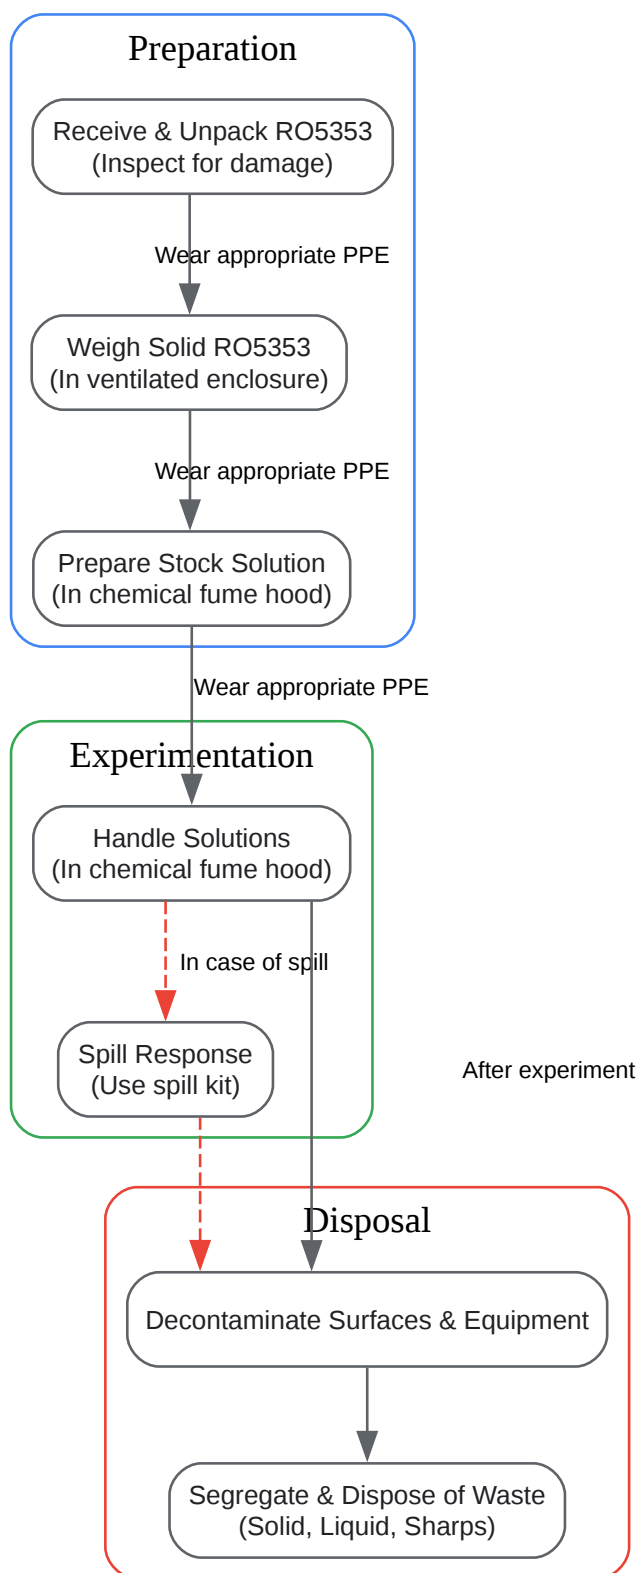 Preparation
Receive & Unpack RO5353
(Inspect for damage)
Wear appropriate PPE
Weigh Solid RO5353
(In ventilated enclosure)
Wear appropriate PPE
Prepare Stock Solution
(In chemical fume hood)
Wear appropriate PPE
Experimentation
Handle Solutions
(In chemical fume hood)
In case of spill
Spill Response
(Use spill kit)
After experiment
Disposal
Decontaminate Surfaces & Equipment
Segregate & Dispose of Waste
(Solid, Liquid, Sharps)